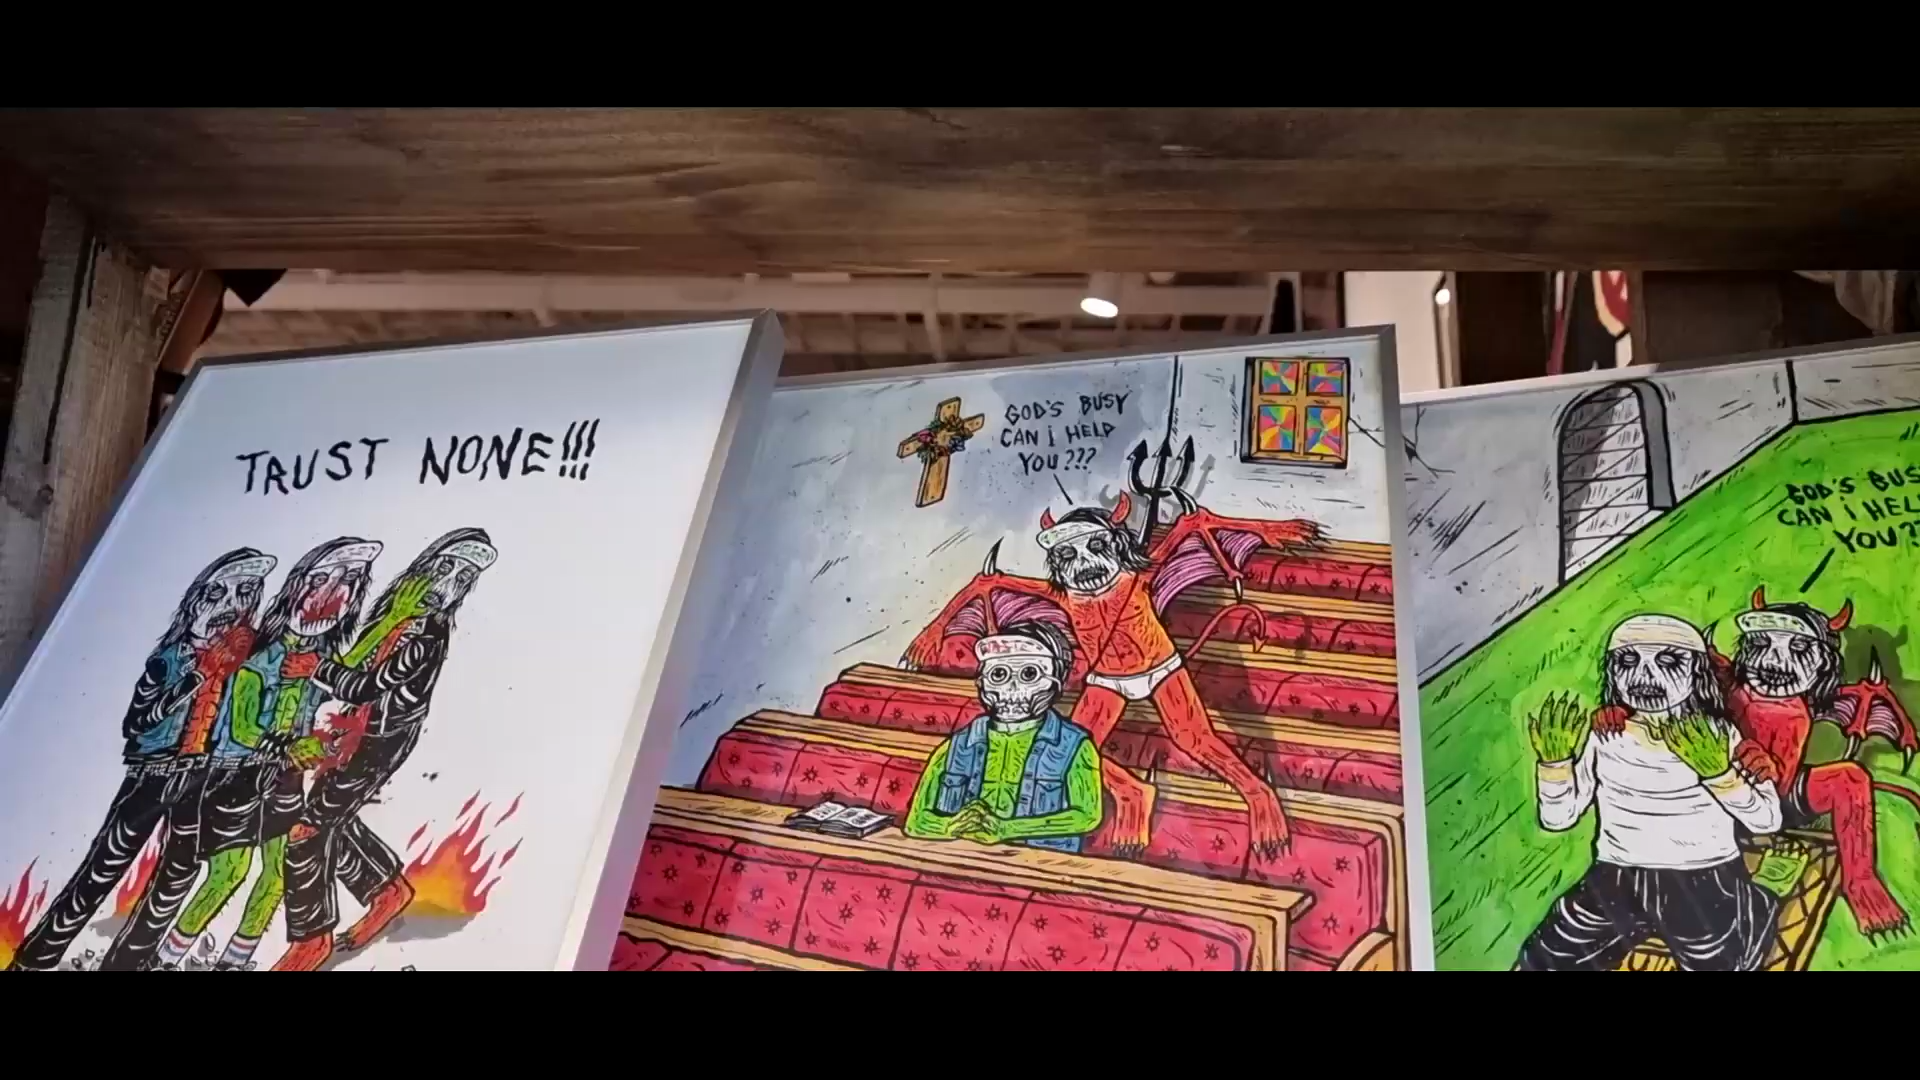 TRUST NONE!!!
GOD'S BUSY
CAN i HELP
YOU???
GOD'S BUS
CAN i HEL
YOU??